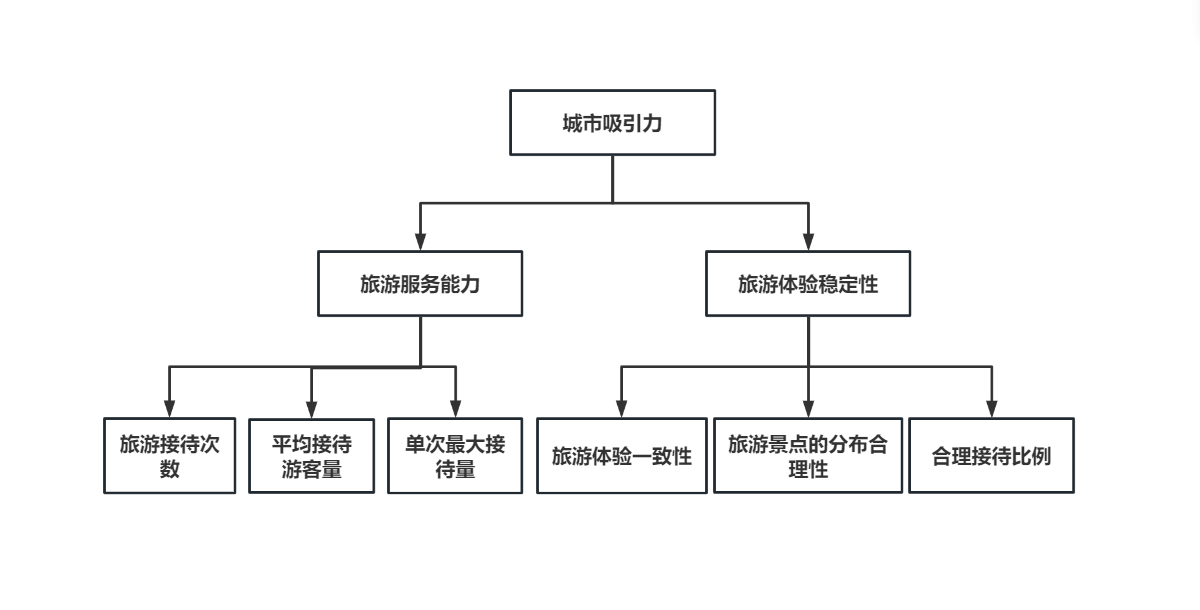 城市吸引力
旅游服务能力
旅游体验稳定性
旅游接待次
数
平均接待
游客量
单次最大接
待量
旅游体验一致性
旅游景点的分布合
理性
合理接待比例